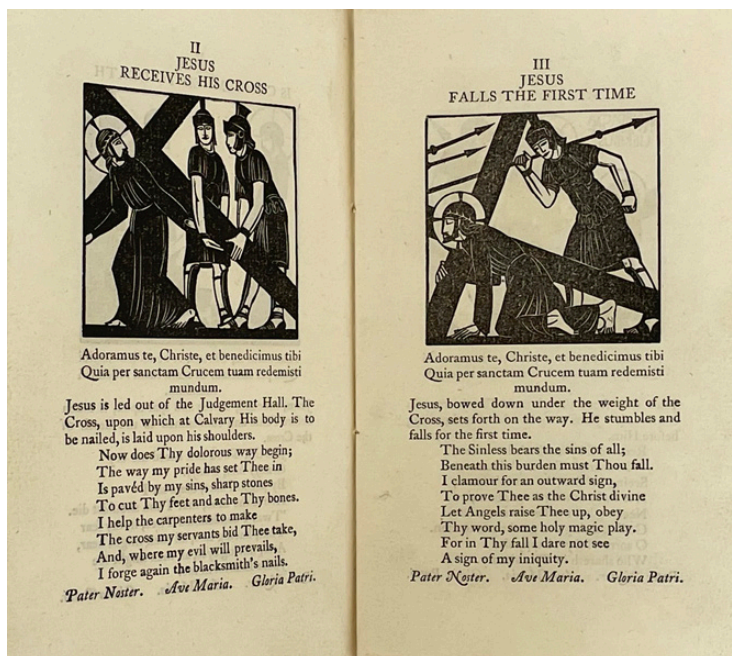 II
JESUS
RECEIVES HIS CROSS
Adoramus te, Christe, et benedicimus tibi
Quia per sanctam Crucem tuam redemisti
mundum.
Jesus is led out of the Judgement Hall. The
Cross, upon which at Calvary His body is to
be nailed, is laid upon his shoulders.
Now does Thy dolorous way begin;
The way my pride has set Thee in
Is pavéd by my sins, sharp stones
To cut Thy feet and ache Thy bones.
I help the carpenters to make
The cross my servants bid Thee take,
And, where my evil will prevails,
I forge again the blacksmith's nails.
Pater Noster. Ave Maria. Gloria Patri.
III
JESUS
FALLS THE FIRST TIME
Adoramus te, Christe, et benedicimus tibi
Quia per sanctam Crucem tuam redemisti
mundum.
Jesus, bowed down under the weight of the
Cross, sets forth on the way. He stumbles and
falls for the first time.
The Sinless bears the sins of all;
Beneath this burden must Thou fall.
I clamour for an outward sign,
To prove Thee as the Christ divine
Let Angels raise Thee up, obey
Thy word, some holy magic play.
For in Thy fall I dare not see
A sign of my iniquity.
Pater Noster. Ave Maria. Gloria Patri.